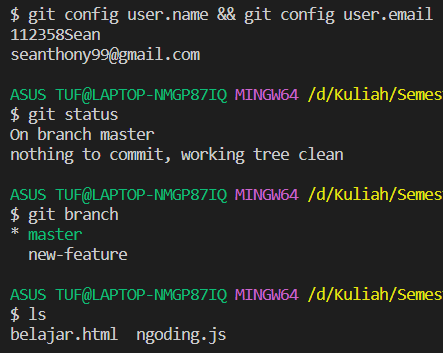 $ git config user.name && git config user.email
112358Sean
seanthony99@gmail.com
ASUS TUF@LAPTOP-NMGP87IQ MINGW64 /d/Kuliah/Semes
$ git status
On branch master
nothing to commit, working tree clean
ASUS TUF@LAPTOP-NMGP87IQ MINGW64 /d/Kuliah/Semes
$ git branch
* master
  new-feature
ASUS TUF@LAPTOP-NMGP87IQ MINGW64 /d/Kuliah/Semes
$ ls
belajar.html  ngoding.js